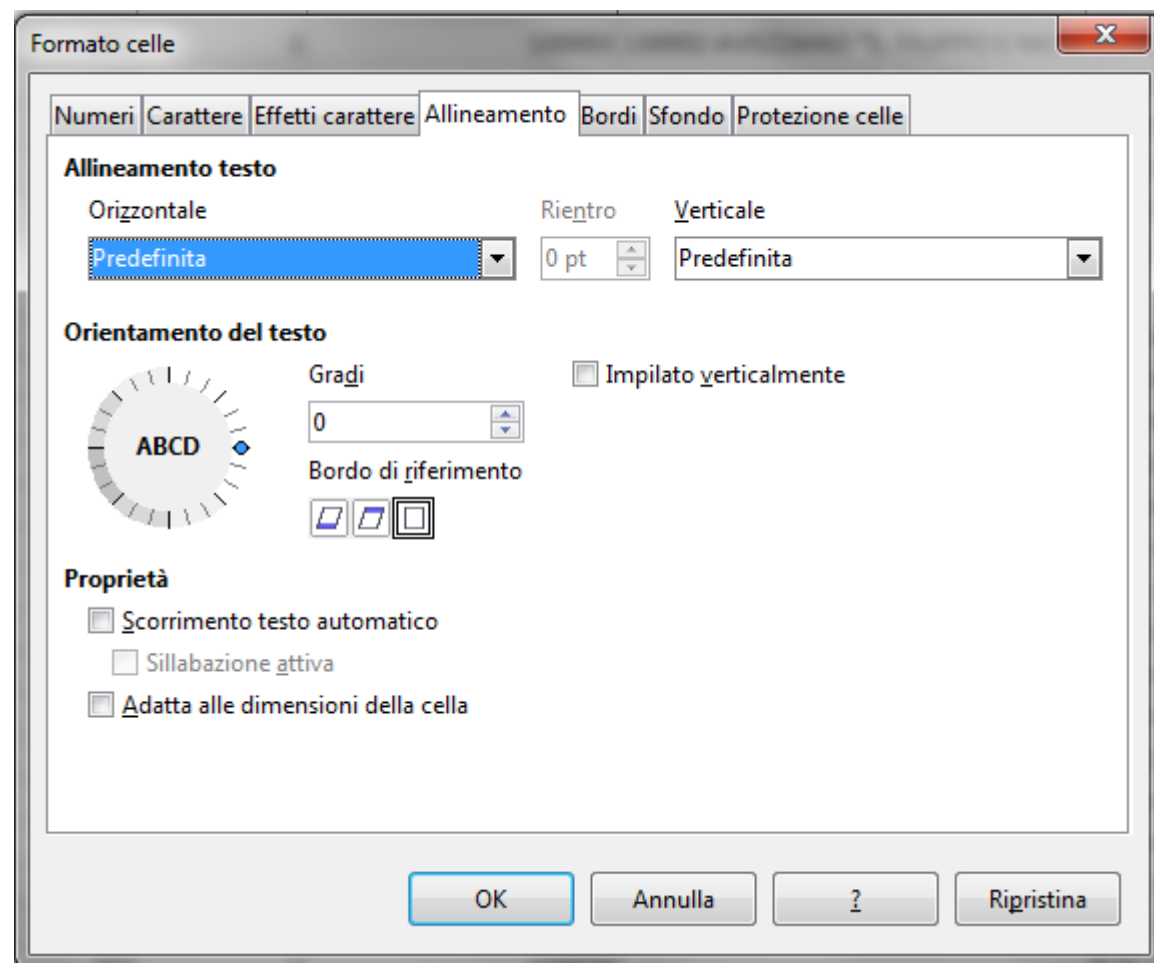 Formato celle
Numeri Carattere Effetti carattere Allineamento Bordi Sfondo Protezione celle
Allineamento testo
Orizzontale Rientro Verticale
Predefinita 0 pt Predefinita
Orientamento del testo
Gradi Impilato verticalmente
0
ABCD
Bordo di riferimento
Proprietà
Scorrimento testo automatico
Sillabazione attiva
Adatta alle dimensioni della cella
OK Annulla ? Ripristina